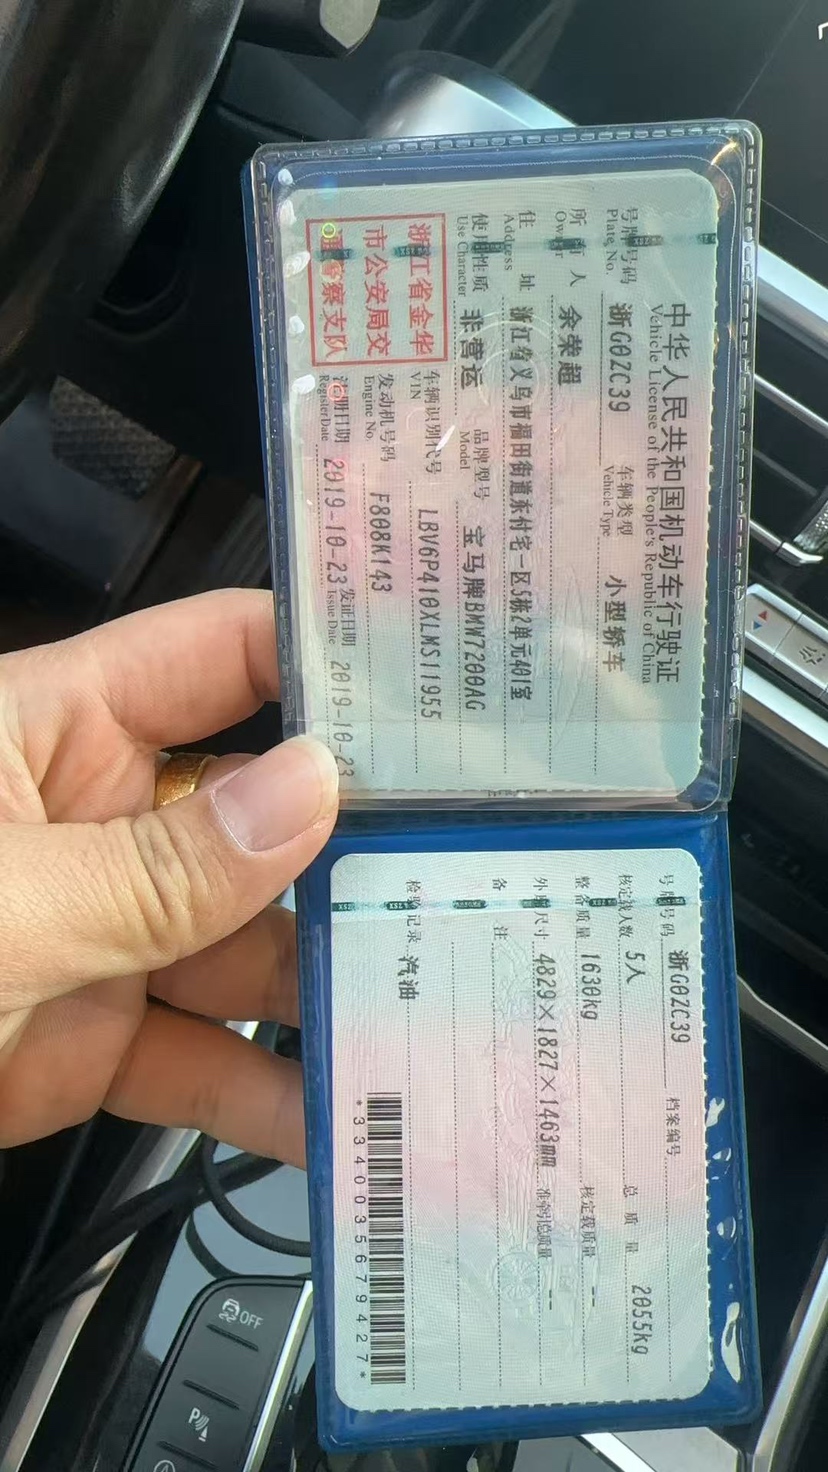 中华人民共和国机动车行驶证
Vehicle License of the People's Republic of China
号牌号码 浙G0ZC39 车辆类型 小型轿车
Plate No. Vehicle Type
所有人 余荣超
Owner
住址 浙江省义乌市福田街道东付宅一区5栋2单元401室
Address
使用性质 非营运 品牌型号 宝马牌BMW7200AG
Use Character Model
浙江省金华
市公安局交
通警察支队
车辆识别代号 LBV6P410XLMS11955
VIN
发动机号码 F808K143
Engine No.
注册日期 2019-10-23 发证日期 2019-10-23
Register Date Issue Date
号牌号码 浙G0ZC39 档案编号
核定载人数 5人 总质量 2055kg
整备质量 1630kg 核定载质量 --
外廓尺寸 4829×1827×1463mm 准牵引总质量 --
备注
检验记录 汽油
*3340035679427*
OFF
P